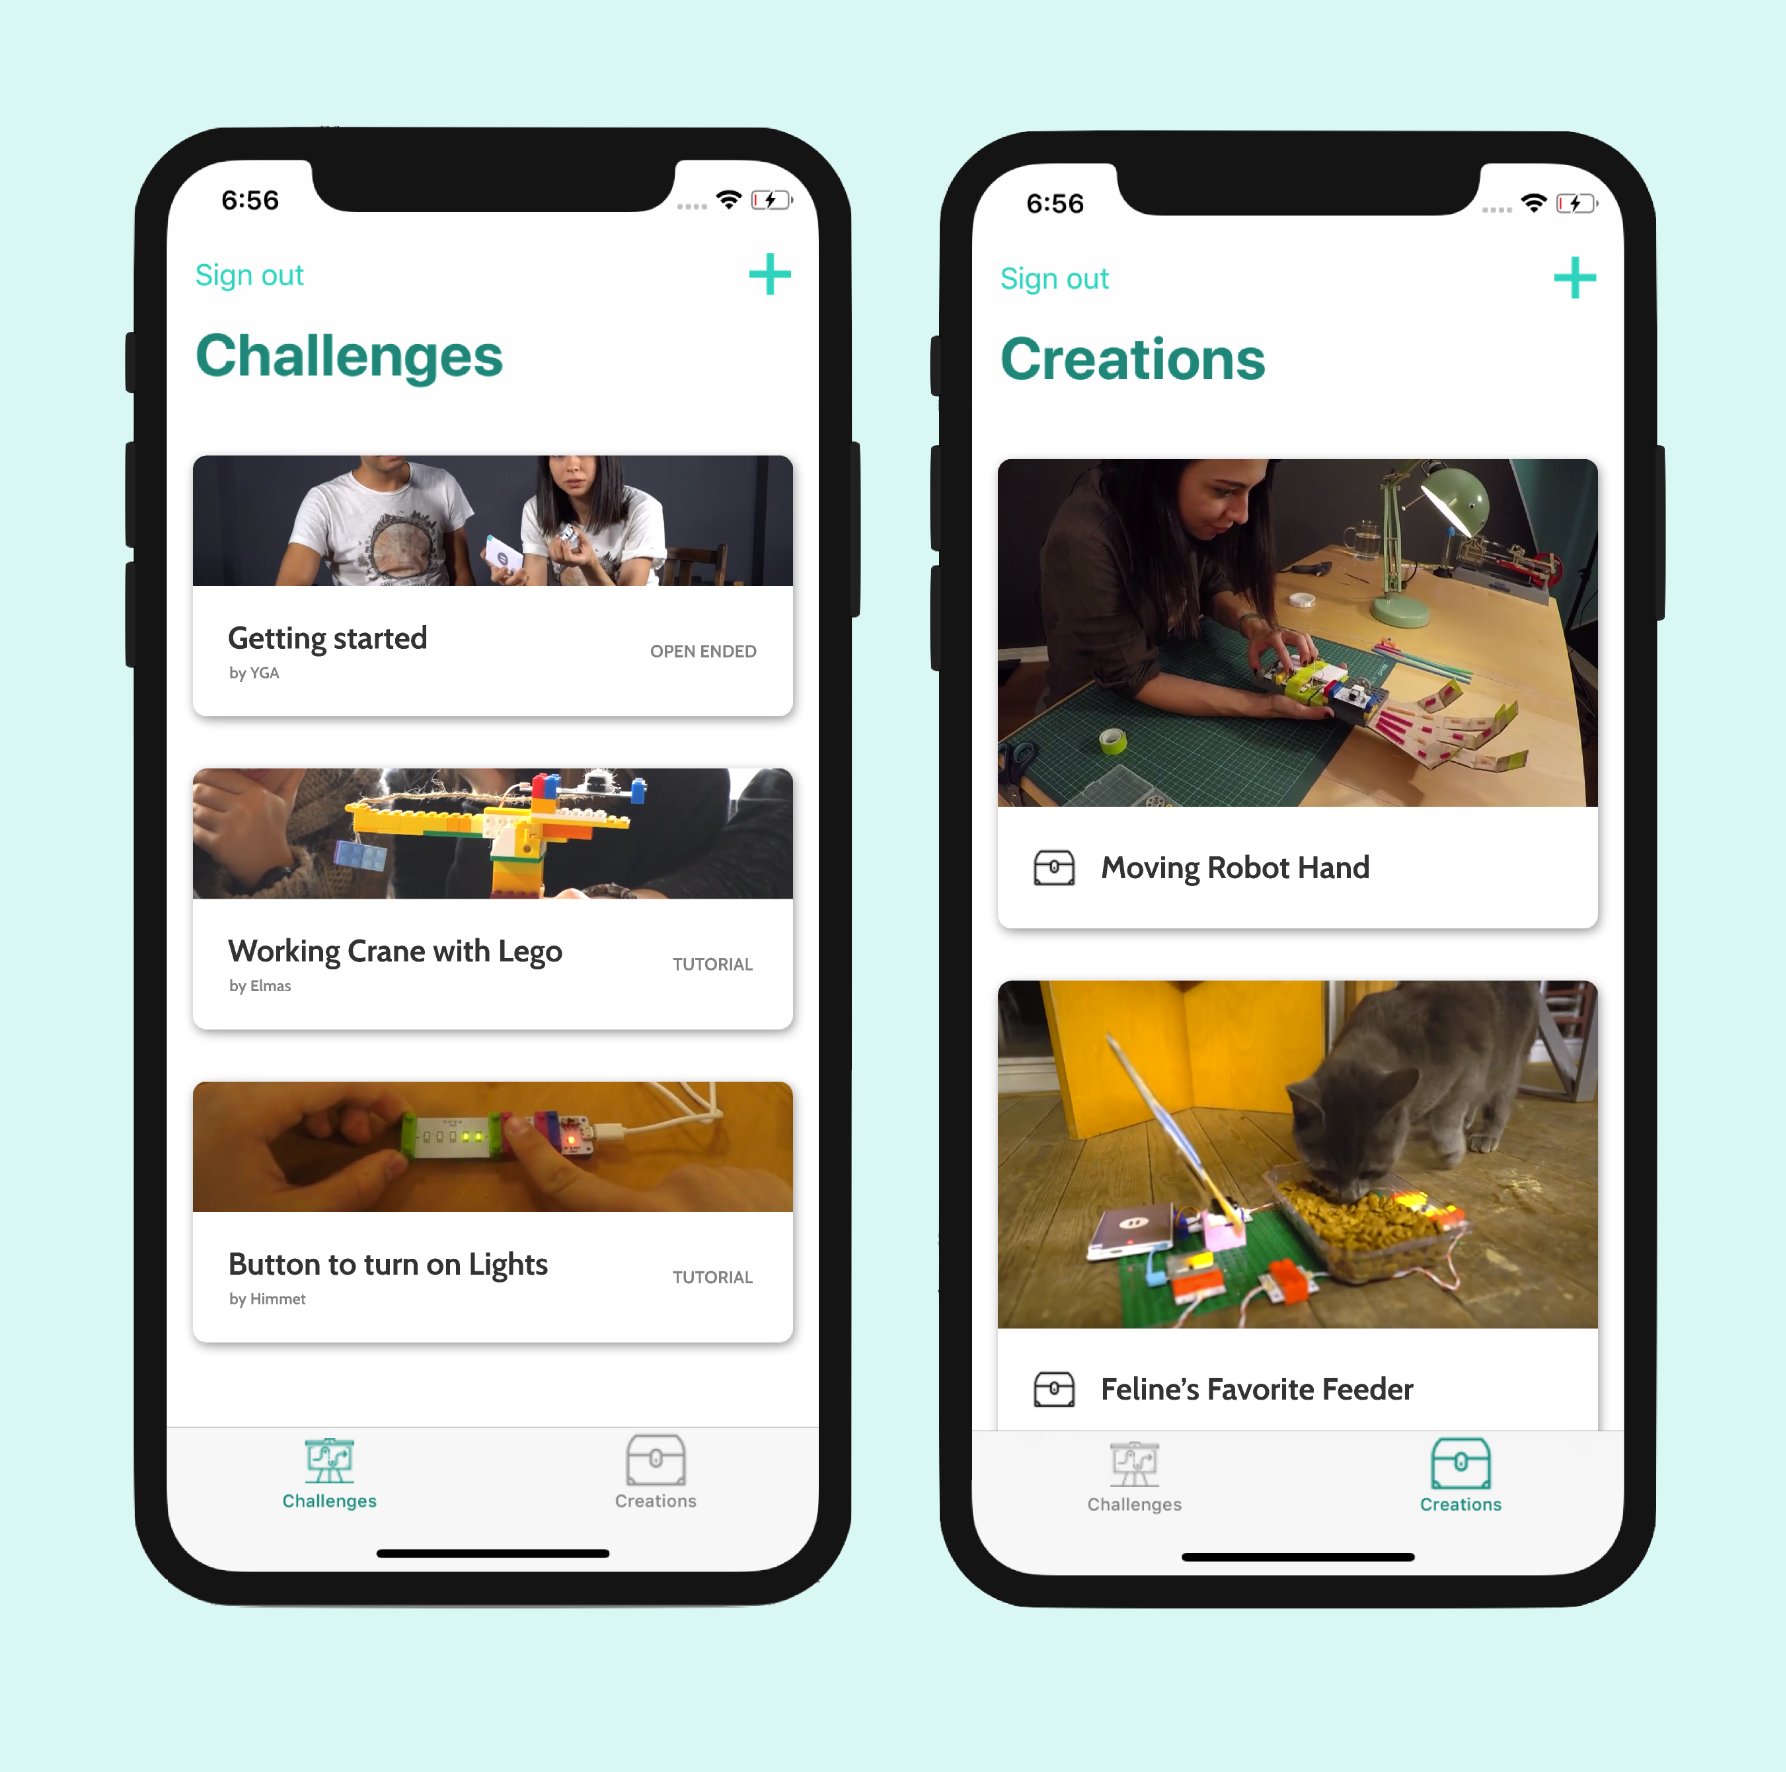 6:56
Sign out
Challenges
Getting started
by YGA
OPEN ENDED
Working Crane with Lego
by Elmas
TUTORIAL
Button to turn on Lights
by Himmet
TUTORIAL
Challenges
Creations
6:56
Sign out
Creations
Moving Robot Hand
Feline’s Favorite Feeder
Challenges
Creations